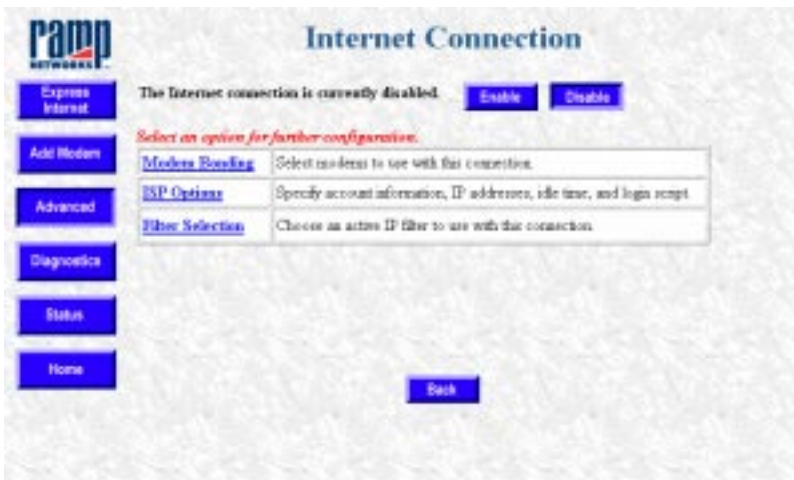 ramp
NETWORKS
Internet Connection
Express
Internet
The Internet connection is currently disabled.
Enable
Disable
Select an option for further configuration.
Add Modem
Modem Bonding
Select modems to use with this connection.
ISP Options
Specify account information, IP addresses, idle time, and login script.
Advanced
Filter Selection
Choose an active IP filter to use with this connection.
Diagnostics
Status
Home
Back